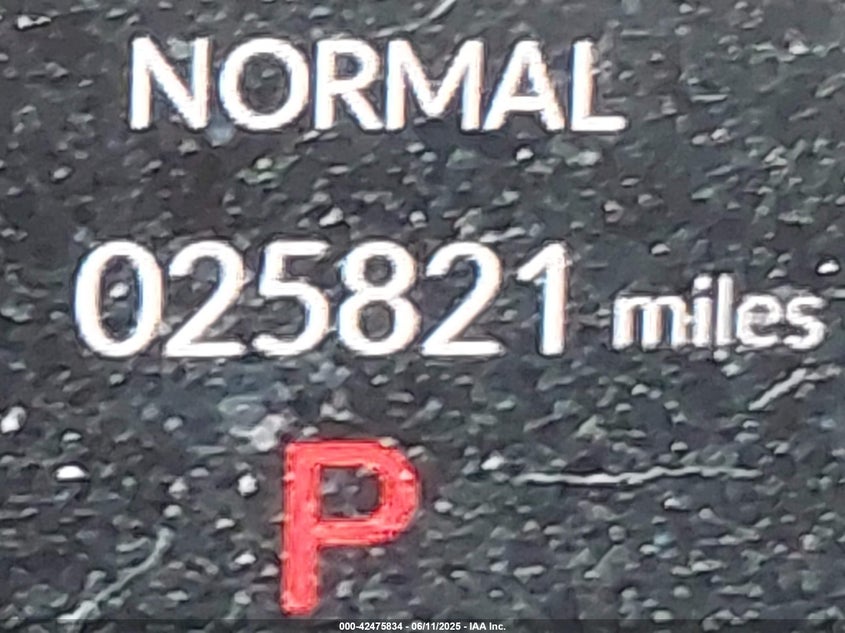 NORMAL
025821 miles
P
000-42475834 - 06/11/2025 - IAA Inc.